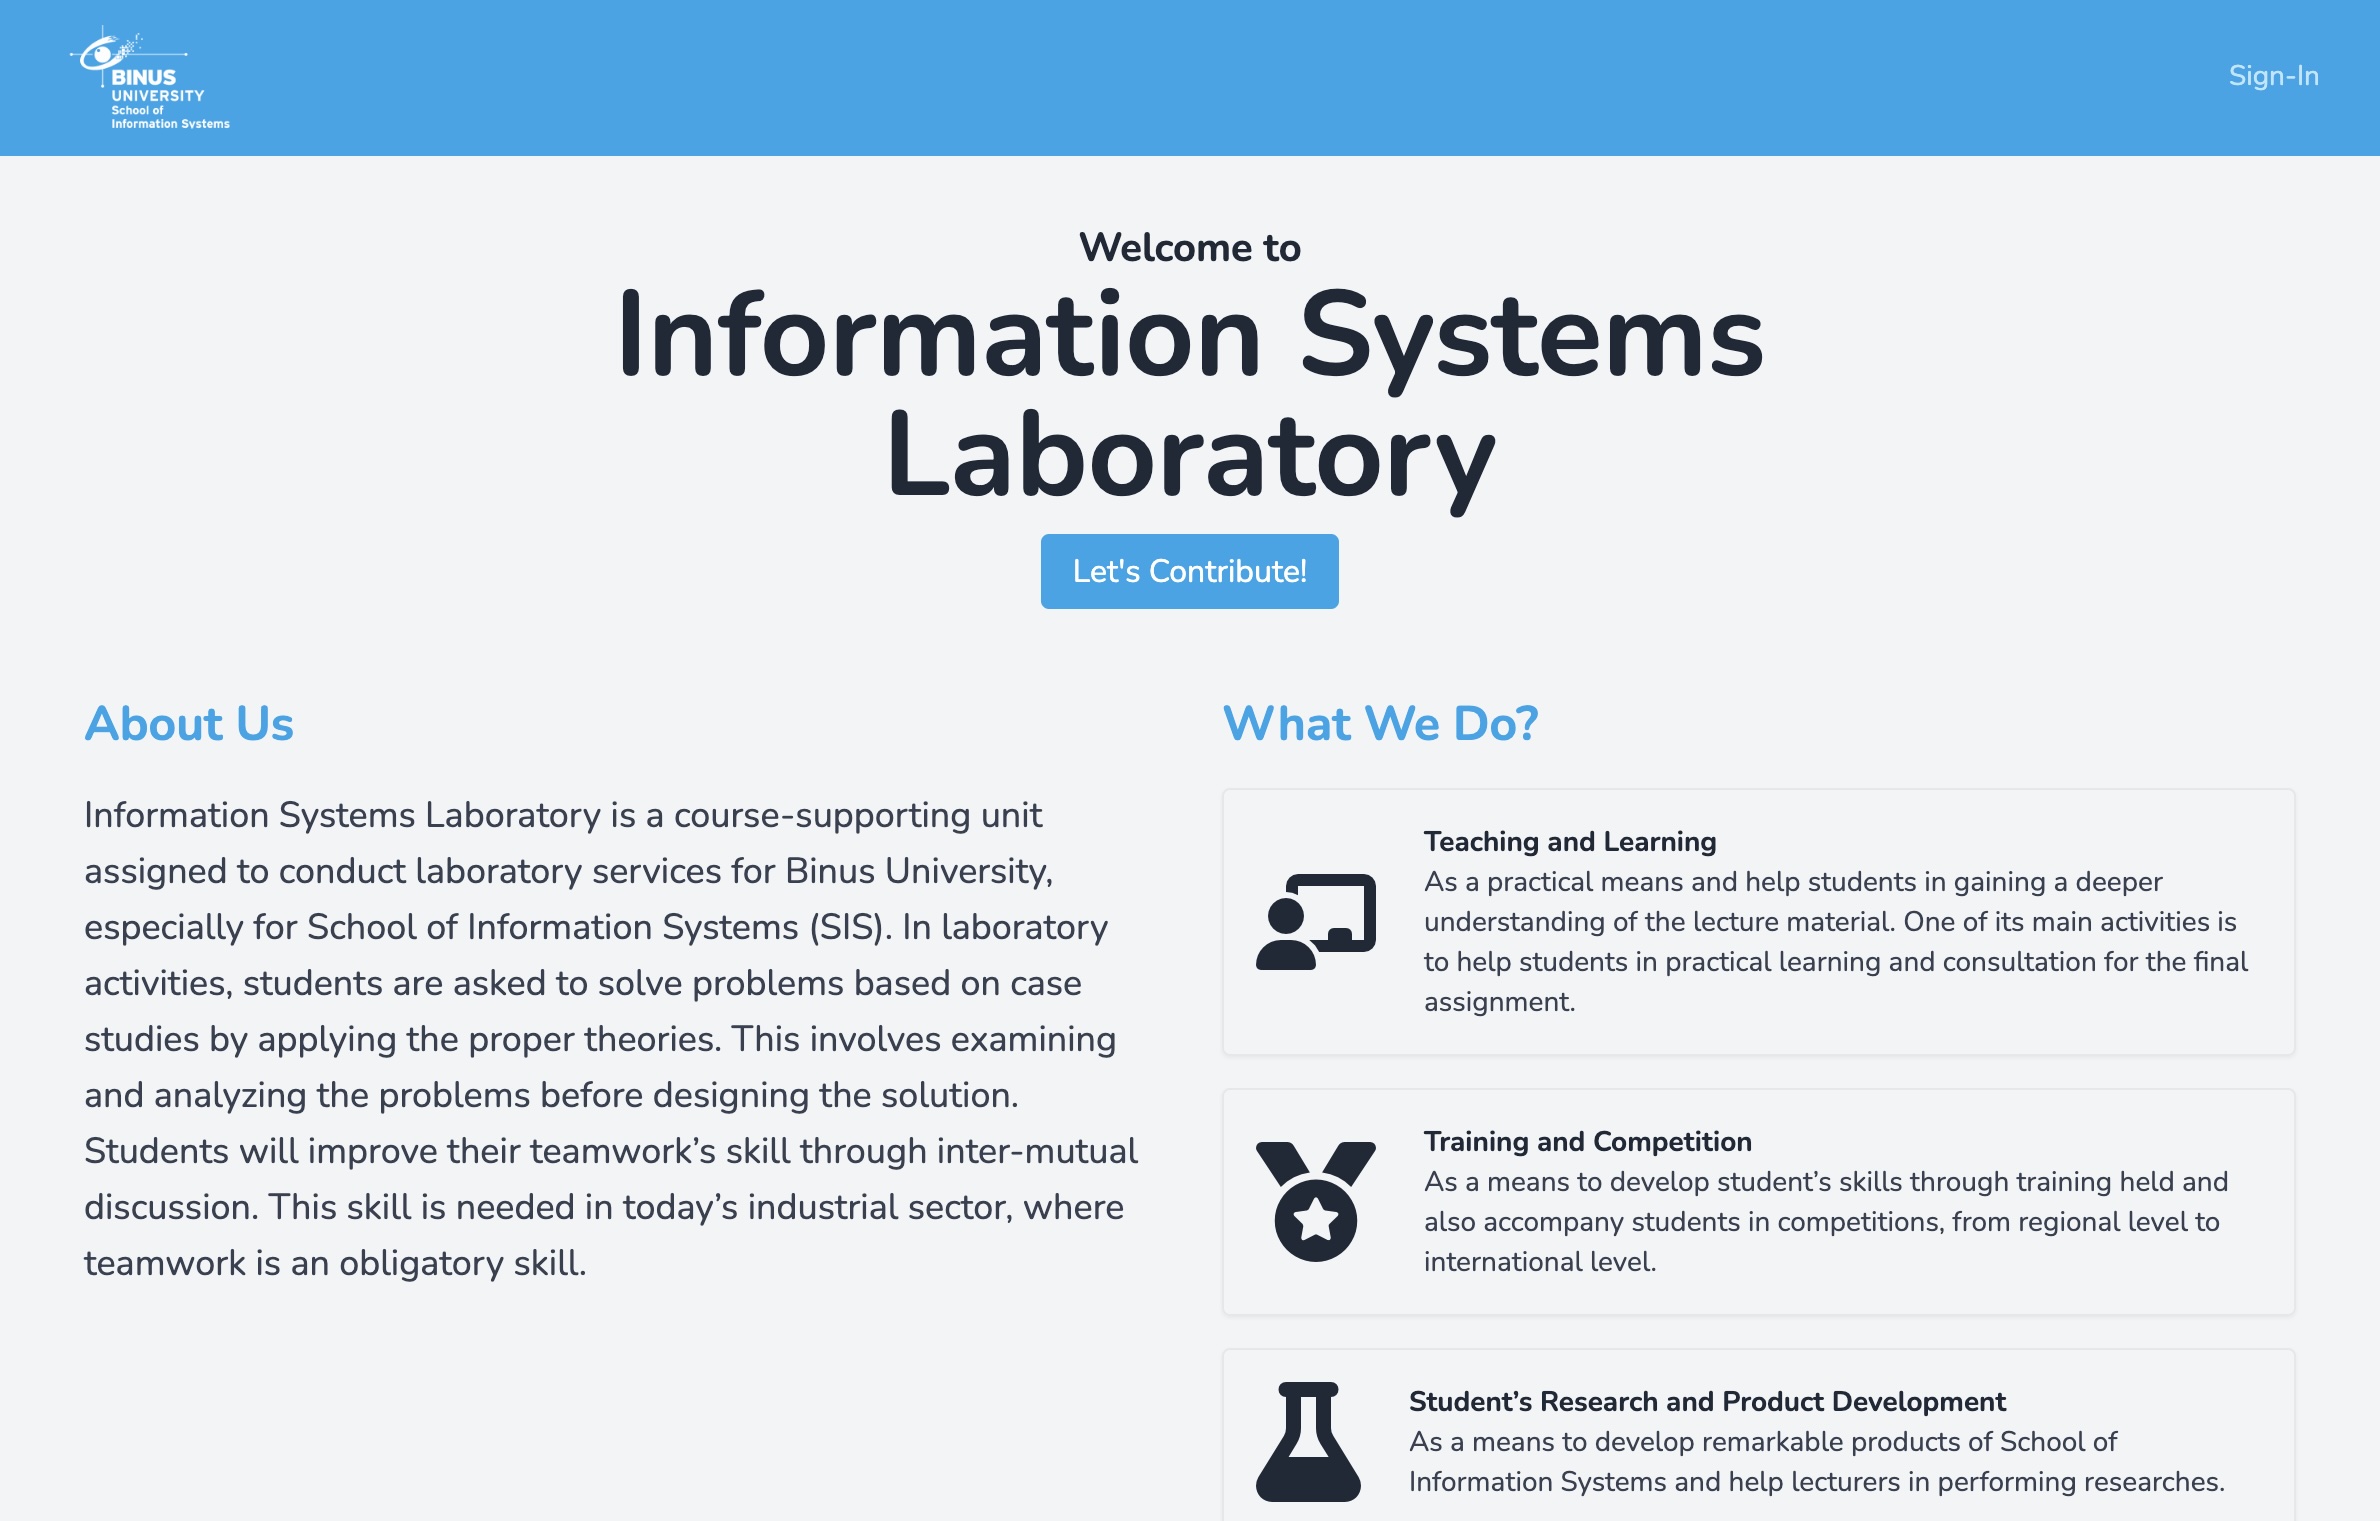 BINUS
UNIVERSITY
School of
Information Systems
Sign-In
Welcome to
Information Systems
Laboratory
Let's Contribute!
About Us
Information Systems Laboratory is a course-supporting unit
assigned to conduct laboratory services for Binus University,
especially for School of Information Systems (SIS). In laboratory
activities, students are asked to solve problems based on case
studies by applying the proper theories. This involves examining
and analyzing the problems before designing the solution.
Students will improve their teamwork’s skill through inter-mutual
discussion. This skill is needed in today’s industrial sector, where
teamwork is an obligatory skill.
What We Do?
Teaching and Learning
As a practical means and help students in gaining a deeper
understanding of the lecture material. One of its main activities is
to help students in practical learning and consultation for the final
assignment.
Training and Competition
As a means to develop student’s skills through training held and
also accompany students in competitions, from regional level to
international level.
Student’s Research and Product Development
As a means to develop remarkable products of School of
Information Systems and help lecturers in performing researches.